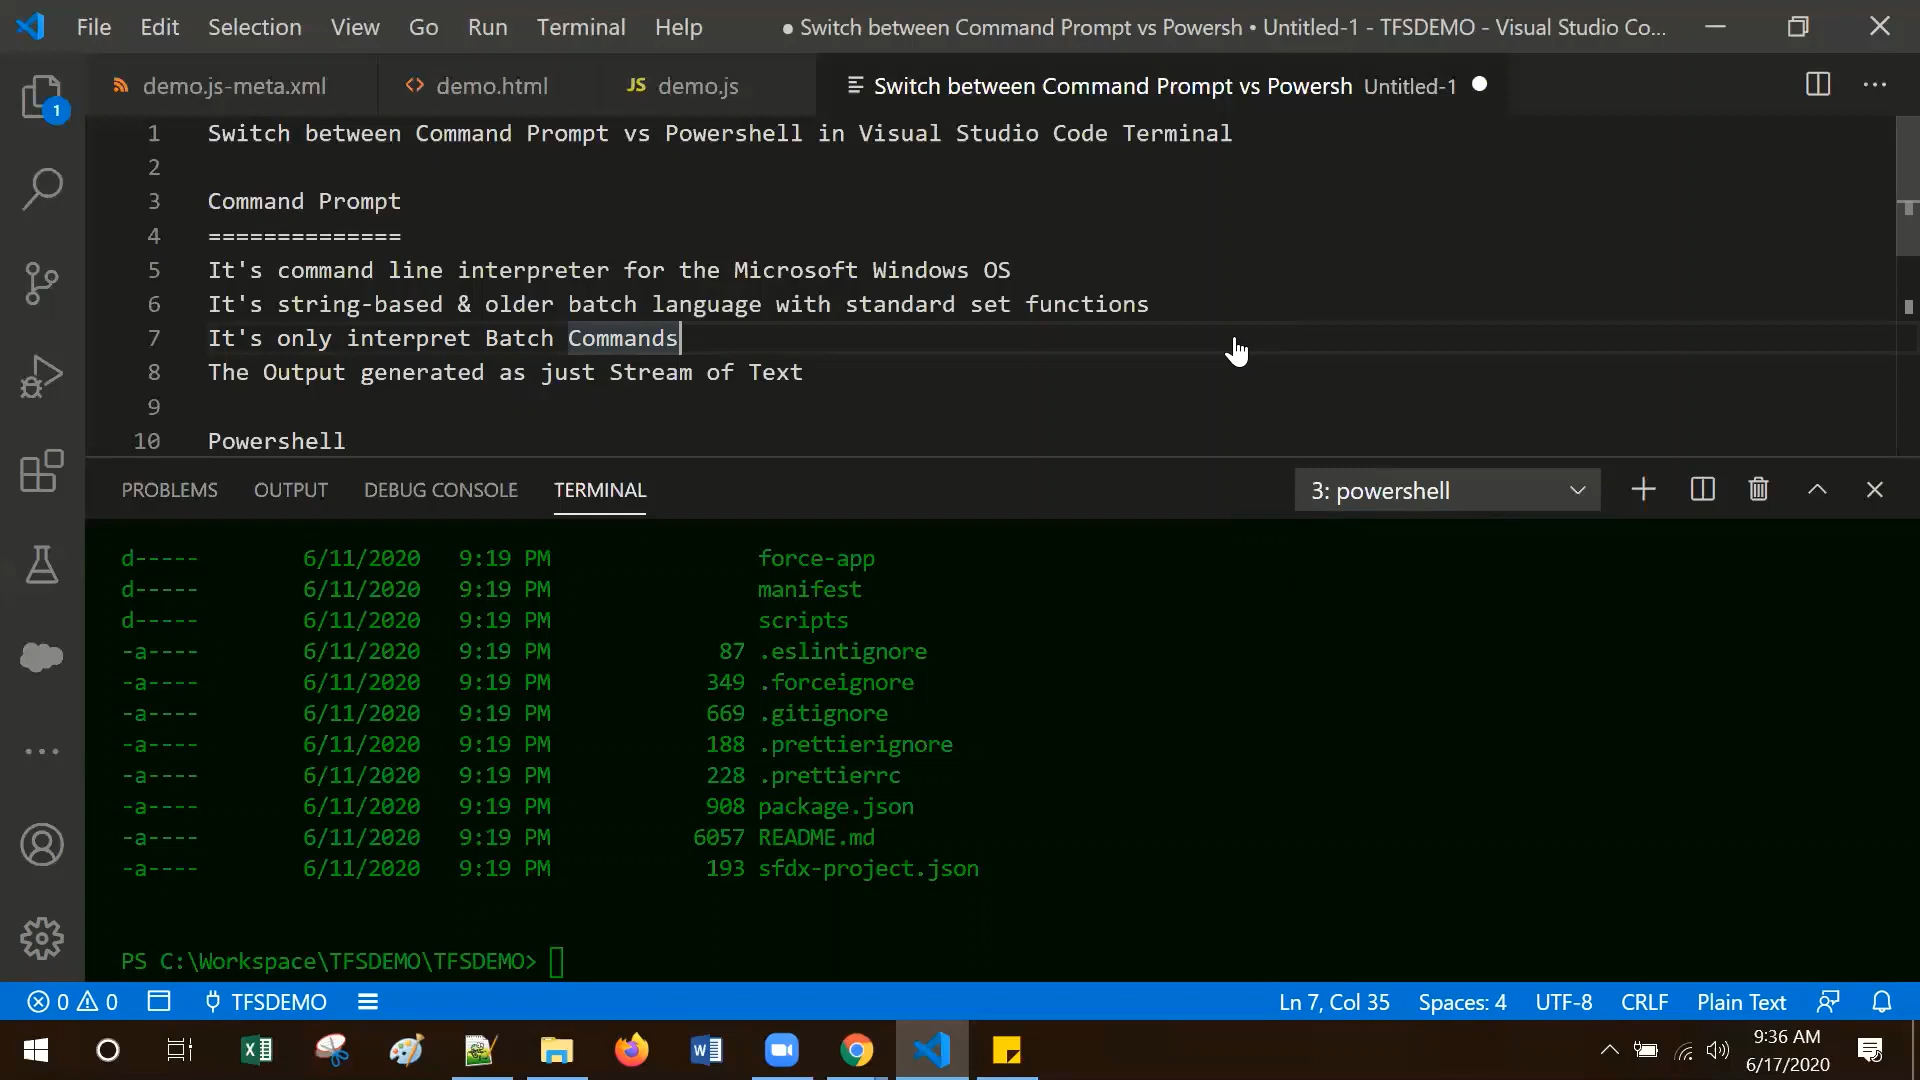 File Edit Selection View Go Run Terminal Help ● Switch between Command Prompt vs Powersh • Untitled-1 - TFSDEMO - Visual Studio Co...
demo.js-meta.xml <> demo.html JS demo.js Switch between Command Prompt vs Powersh Untitled-1
1
1 Switch between Command Prompt vs Powershell in Visual Studio Code Terminal
2
3 Command Prompt
4 ==============
5 It's command line interpreter for the Microsoft Windows OS
6 It's string-based & older batch language with standard set functions
7 It's only interpret Batch Commands
8 The Output generated as just Stream of Text
9
10 Powershell
PROBLEMS OUTPUT DEBUG CONSOLE TERMINAL 3: powershell
d----- 6/11/2020 9:19 PM force-app
d----- 6/11/2020 9:19 PM manifest
d----- 6/11/2020 9:19 PM scripts
-a---- 6/11/2020 9:19 PM 87 .eslintignore
-a---- 6/11/2020 9:19 PM 349 .forceignore
-a---- 6/11/2020 9:19 PM 669 .gitignore
-a---- 6/11/2020 9:19 PM 188 .prettierignore
-a---- 6/11/2020 9:19 PM 228 .prettierrc
-a---- 6/11/2020 9:19 PM 908 package.json
-a---- 6/11/2020 9:19 PM 6057 README.md
-a---- 6/11/2020 9:19 PM 193 sfdx-project.json
PS C:\Workspace\TFSDEMO\TFSDEMO>
0 0 TFSDEMO Ln 7, Col 35 Spaces: 4 UTF-8 CRLF Plain Text
9:36 AM
6/17/2020